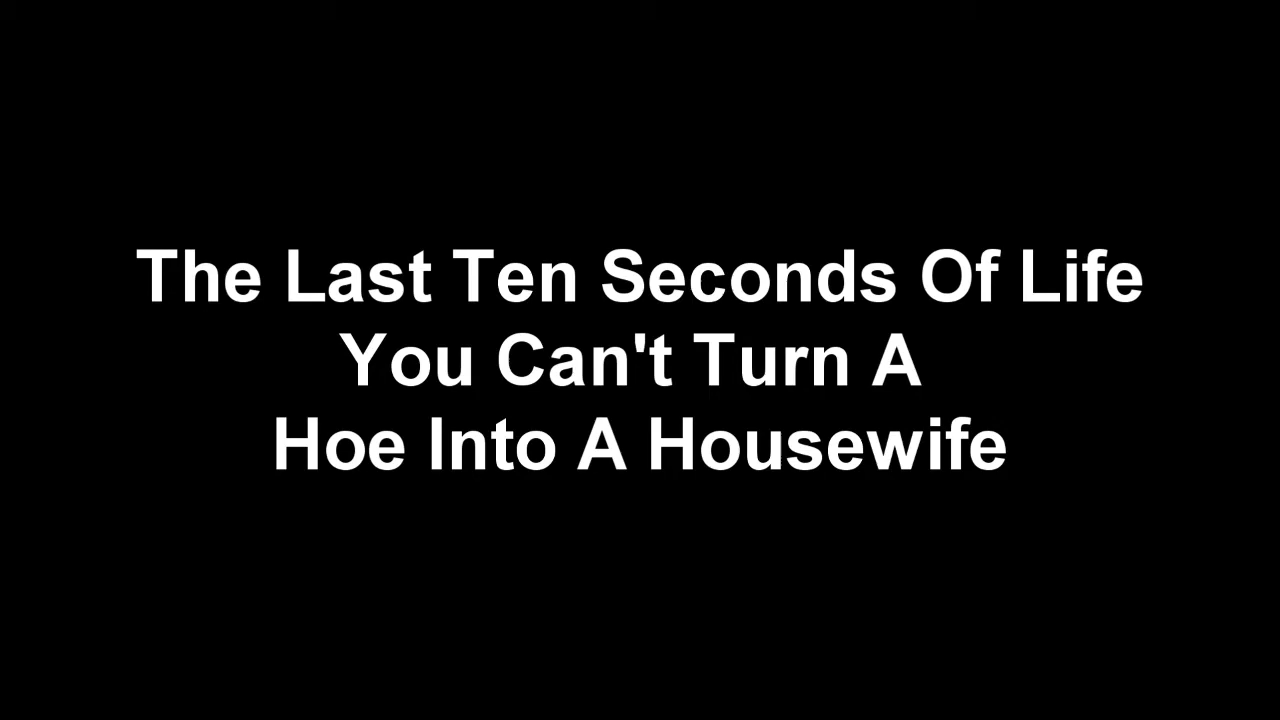 The Last Ten Seconds Of Life
You Can't Turn A
Hoe Into A Housewife